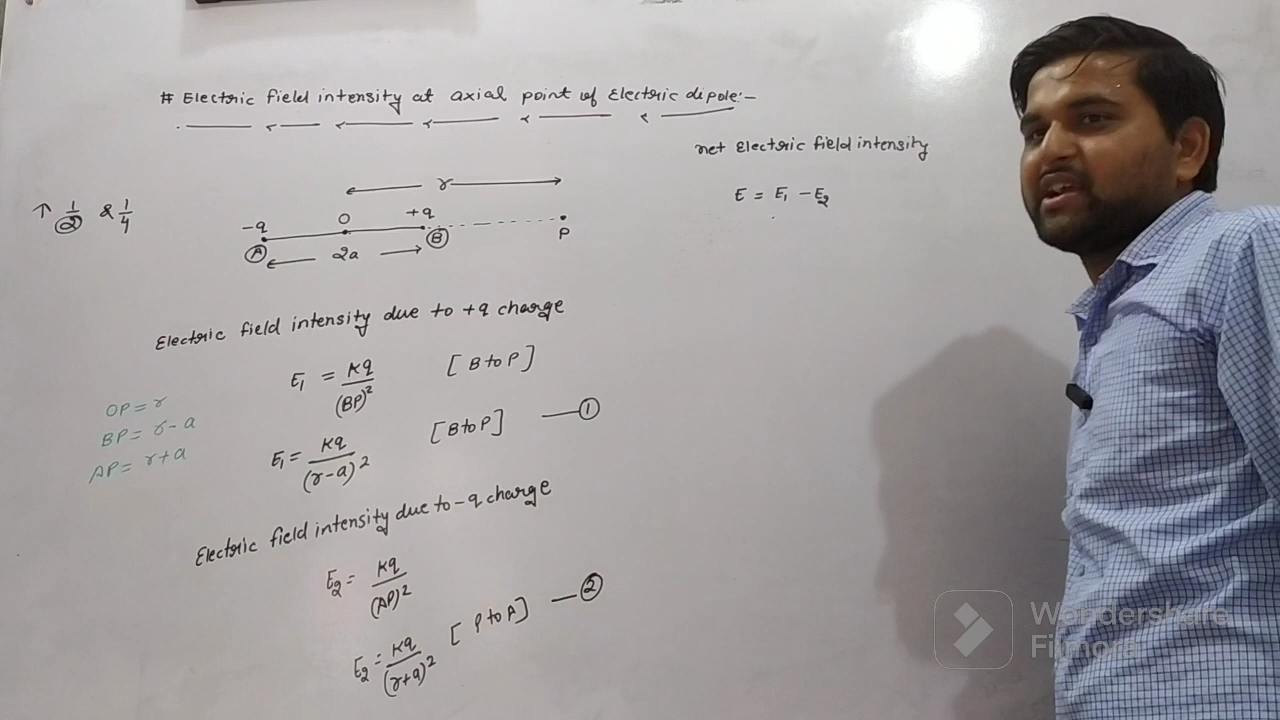 # Electric field intensity at axial point of Electric dipole:-
net Electric field intensity
E = E₁ - E₂
↑ 1/2 & 1/4
r
-q O +q
A B P
2a
Electric field intensity due to +q charge
E₁ = Kq/(BP)² [B to P]
OP = r
BP = r-a
AP = r+a
E₁ = Kq/(r-a)² [B to P] —①
Electric field intensity due to -q charge
E₂ = Kq/(AP)²
E₂ = Kq/(r+a)² [P to A] —②
Wondershare
Filmora